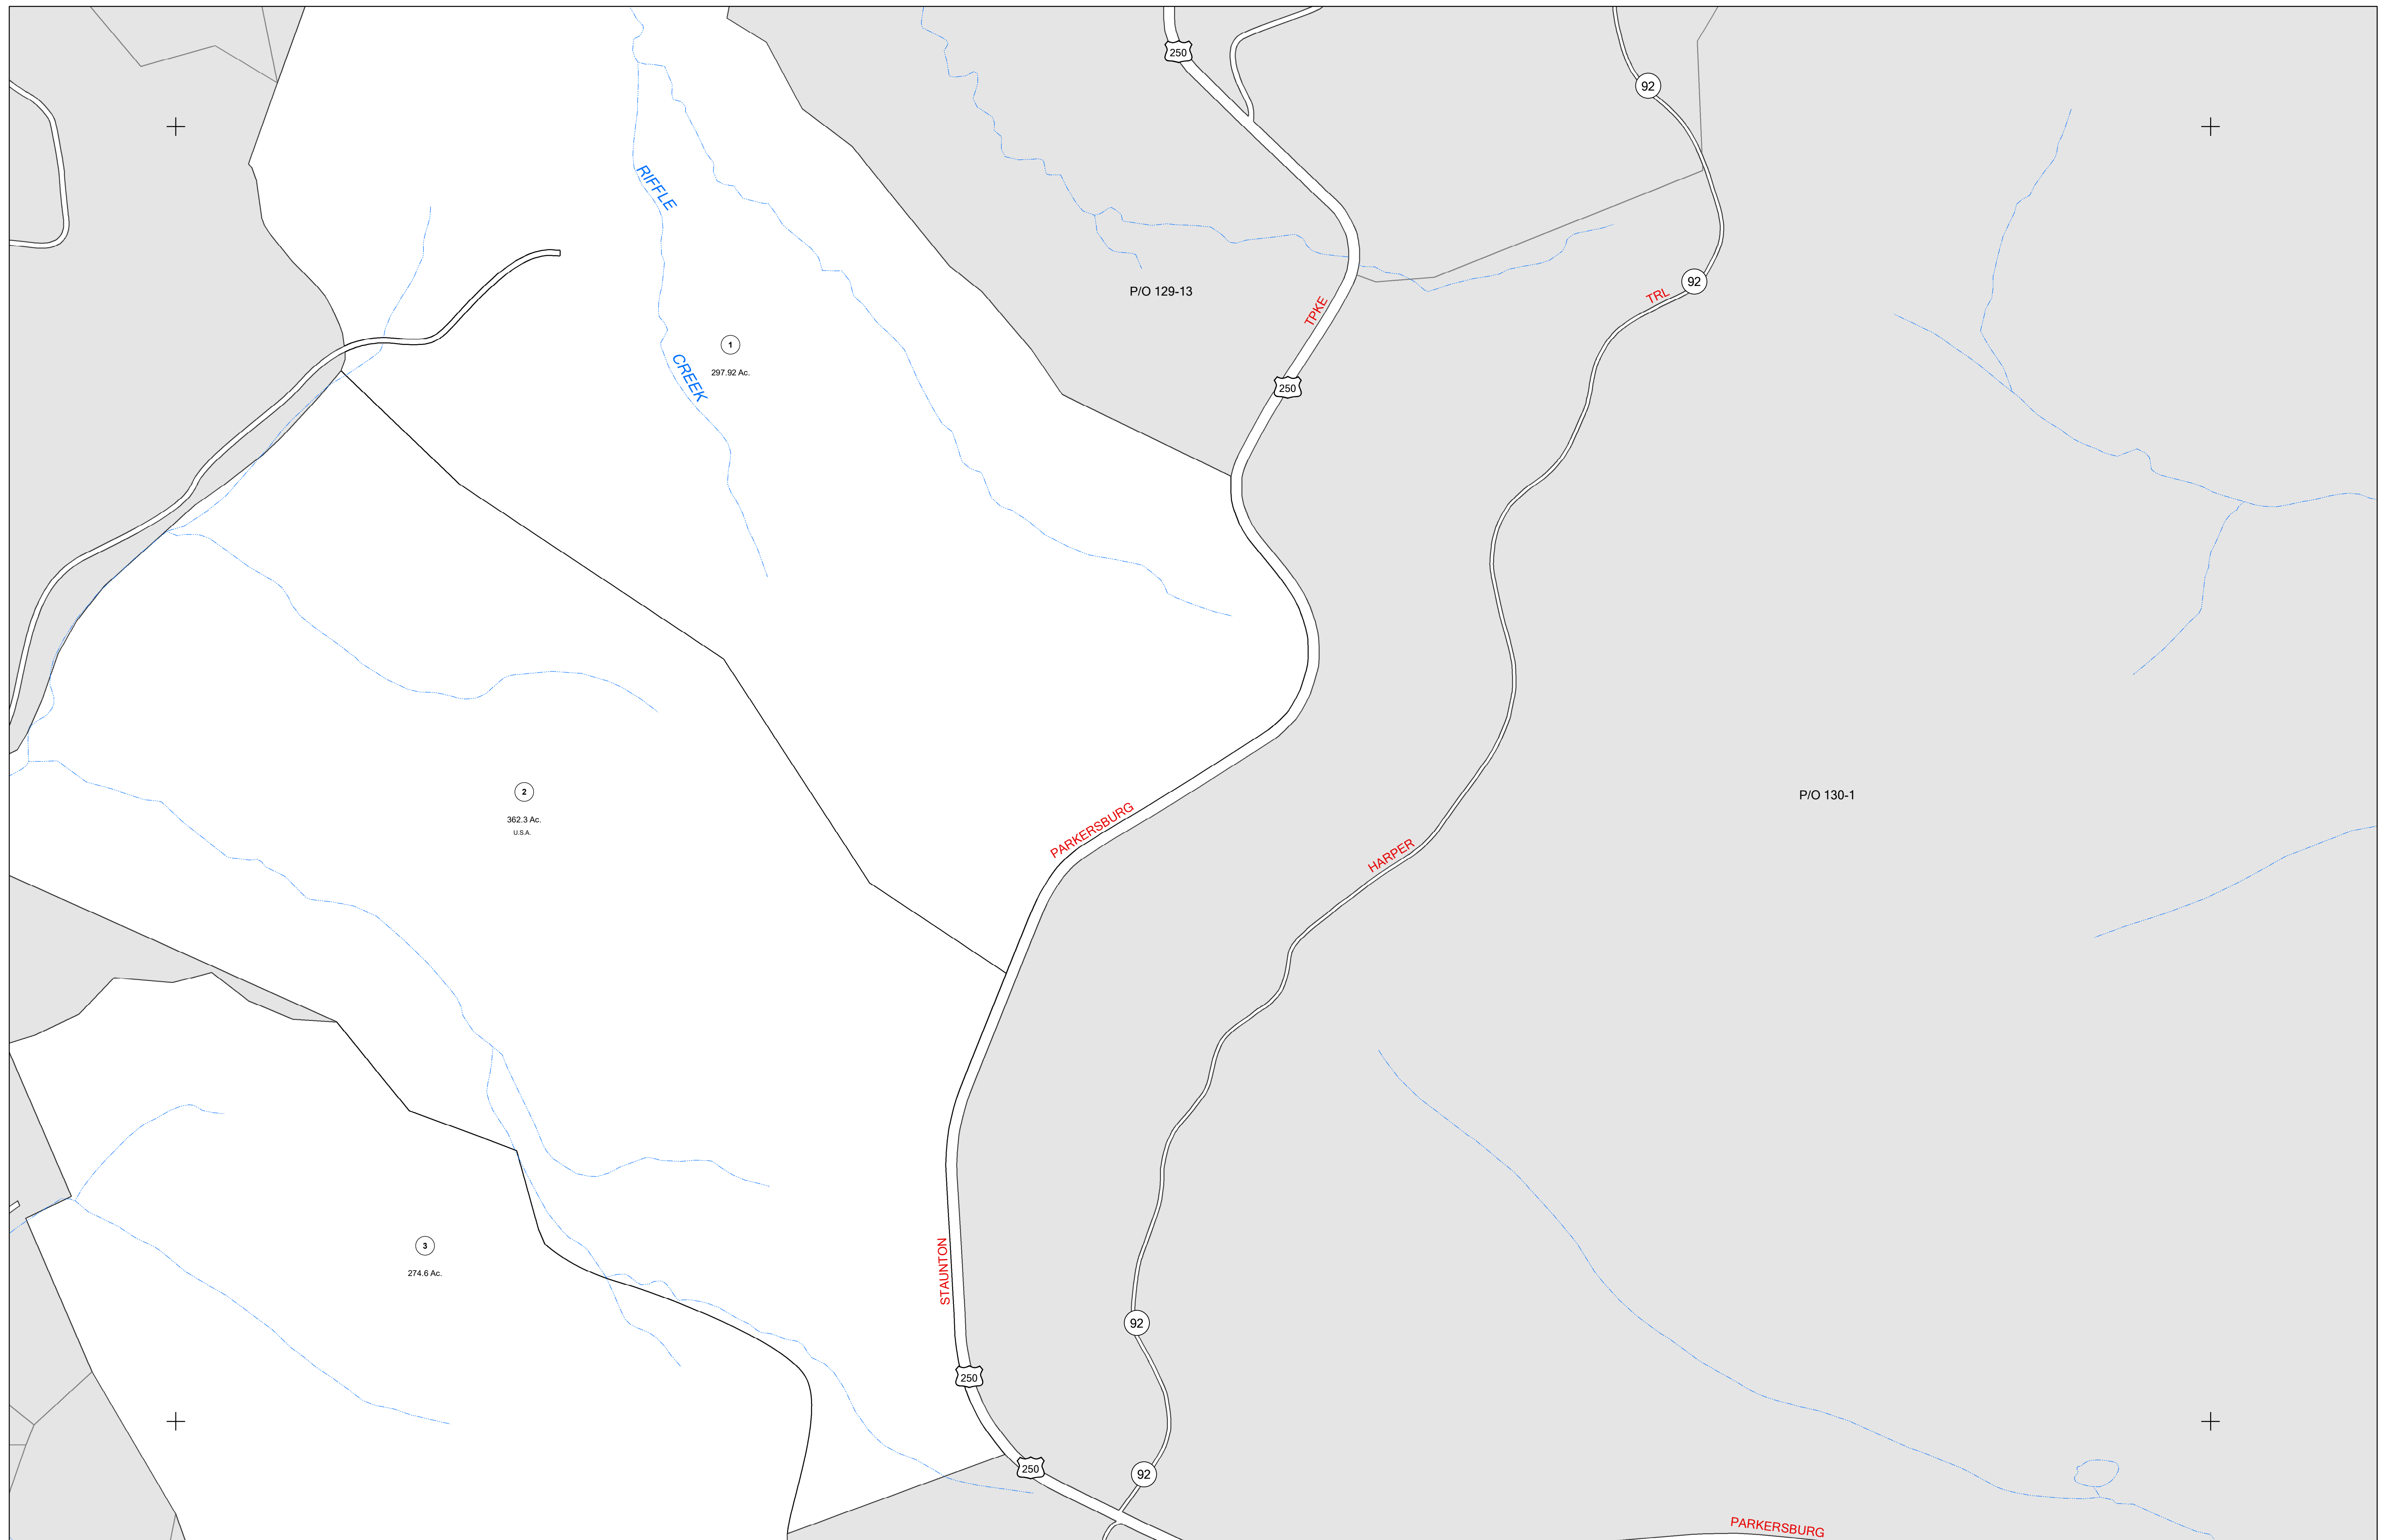 250
92
RIFFLE
92
P/O 129-13
TRL
TPKE
1
CREEK
297.92 Ac.
250
2
P/O 130-1
362.3 Ac.
U.S.A.
PARKERSBURG
HARPER
3
STAUNTON
274.6 Ac.
92
250
250
92
PARKERSBURG